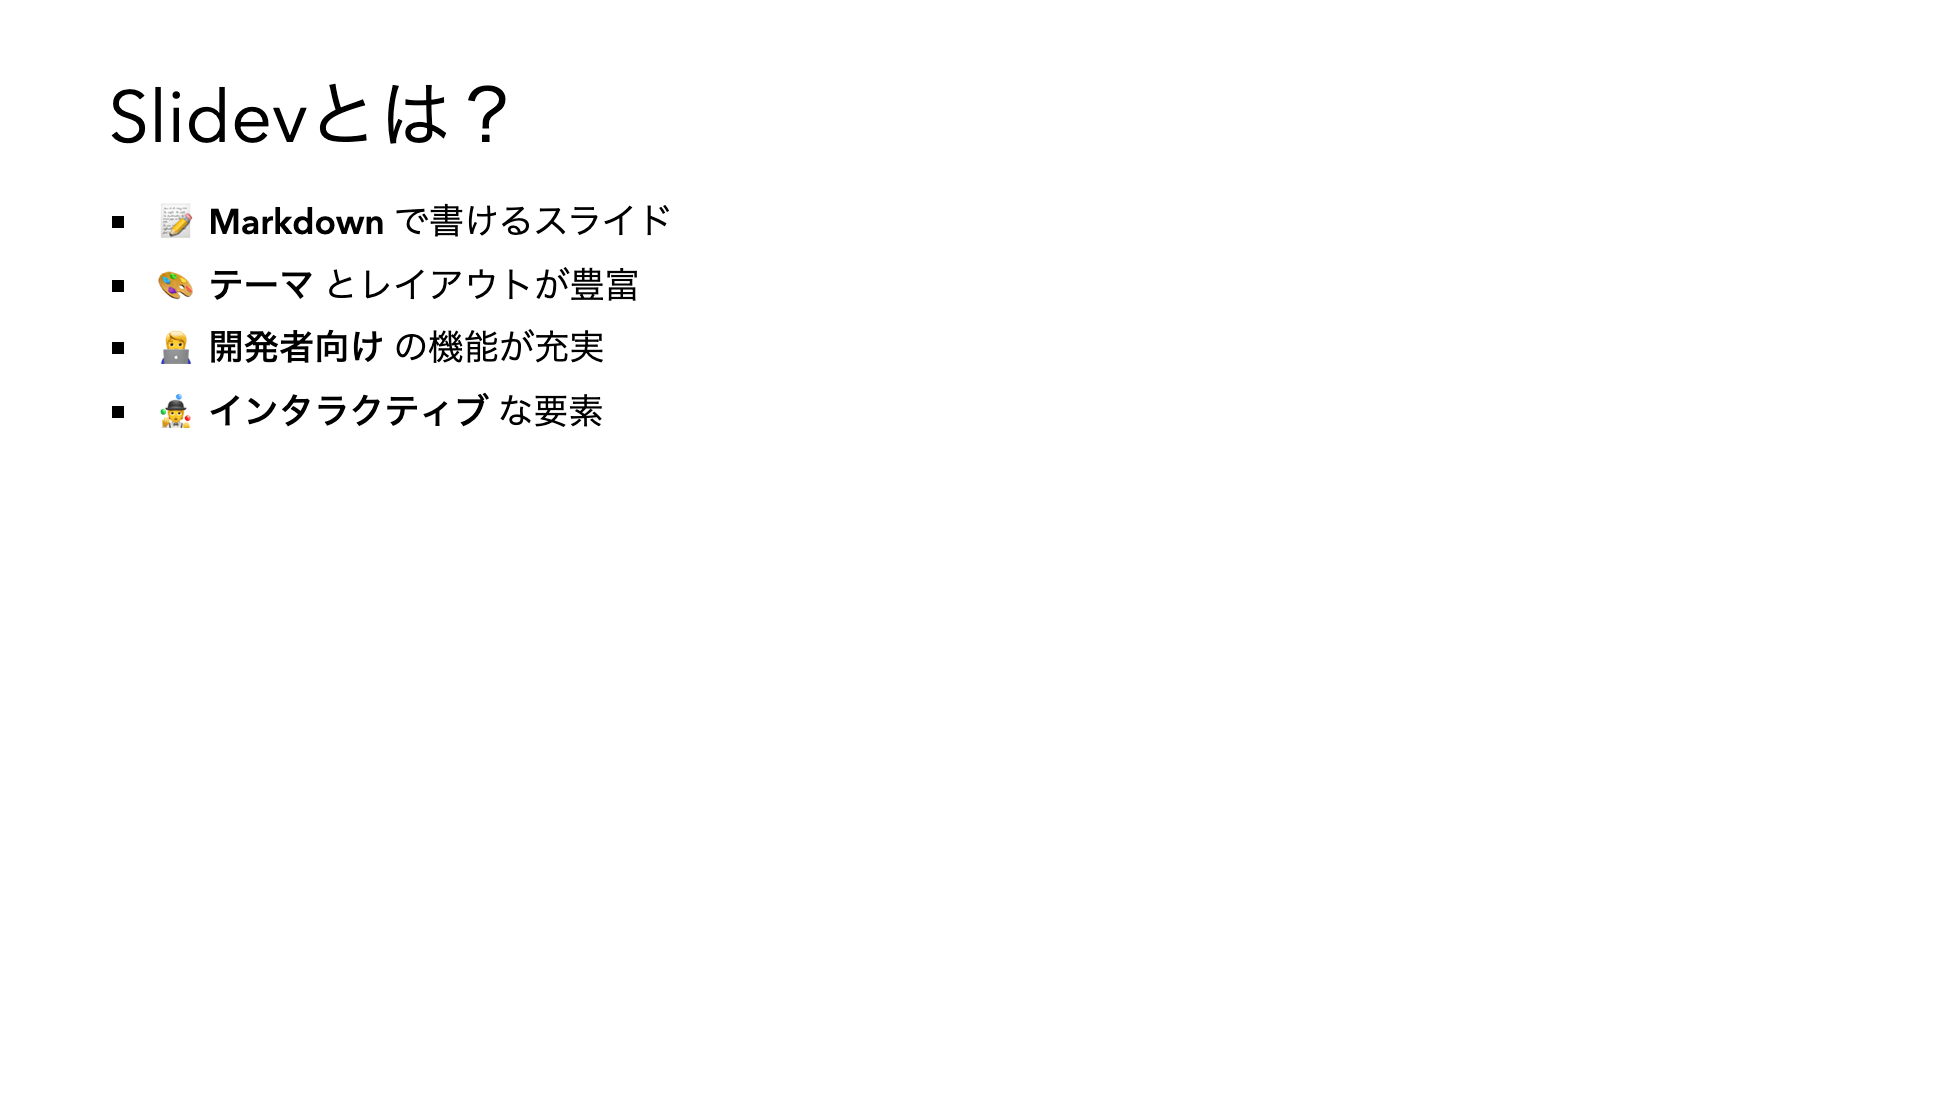 Slidevとは？
📝 Markdown で書けるスライド
🎨 テーマ とレイアウトが豊富
🧑‍💻 開発者向け の機能が充実
🤹 インタラクティブ な要素